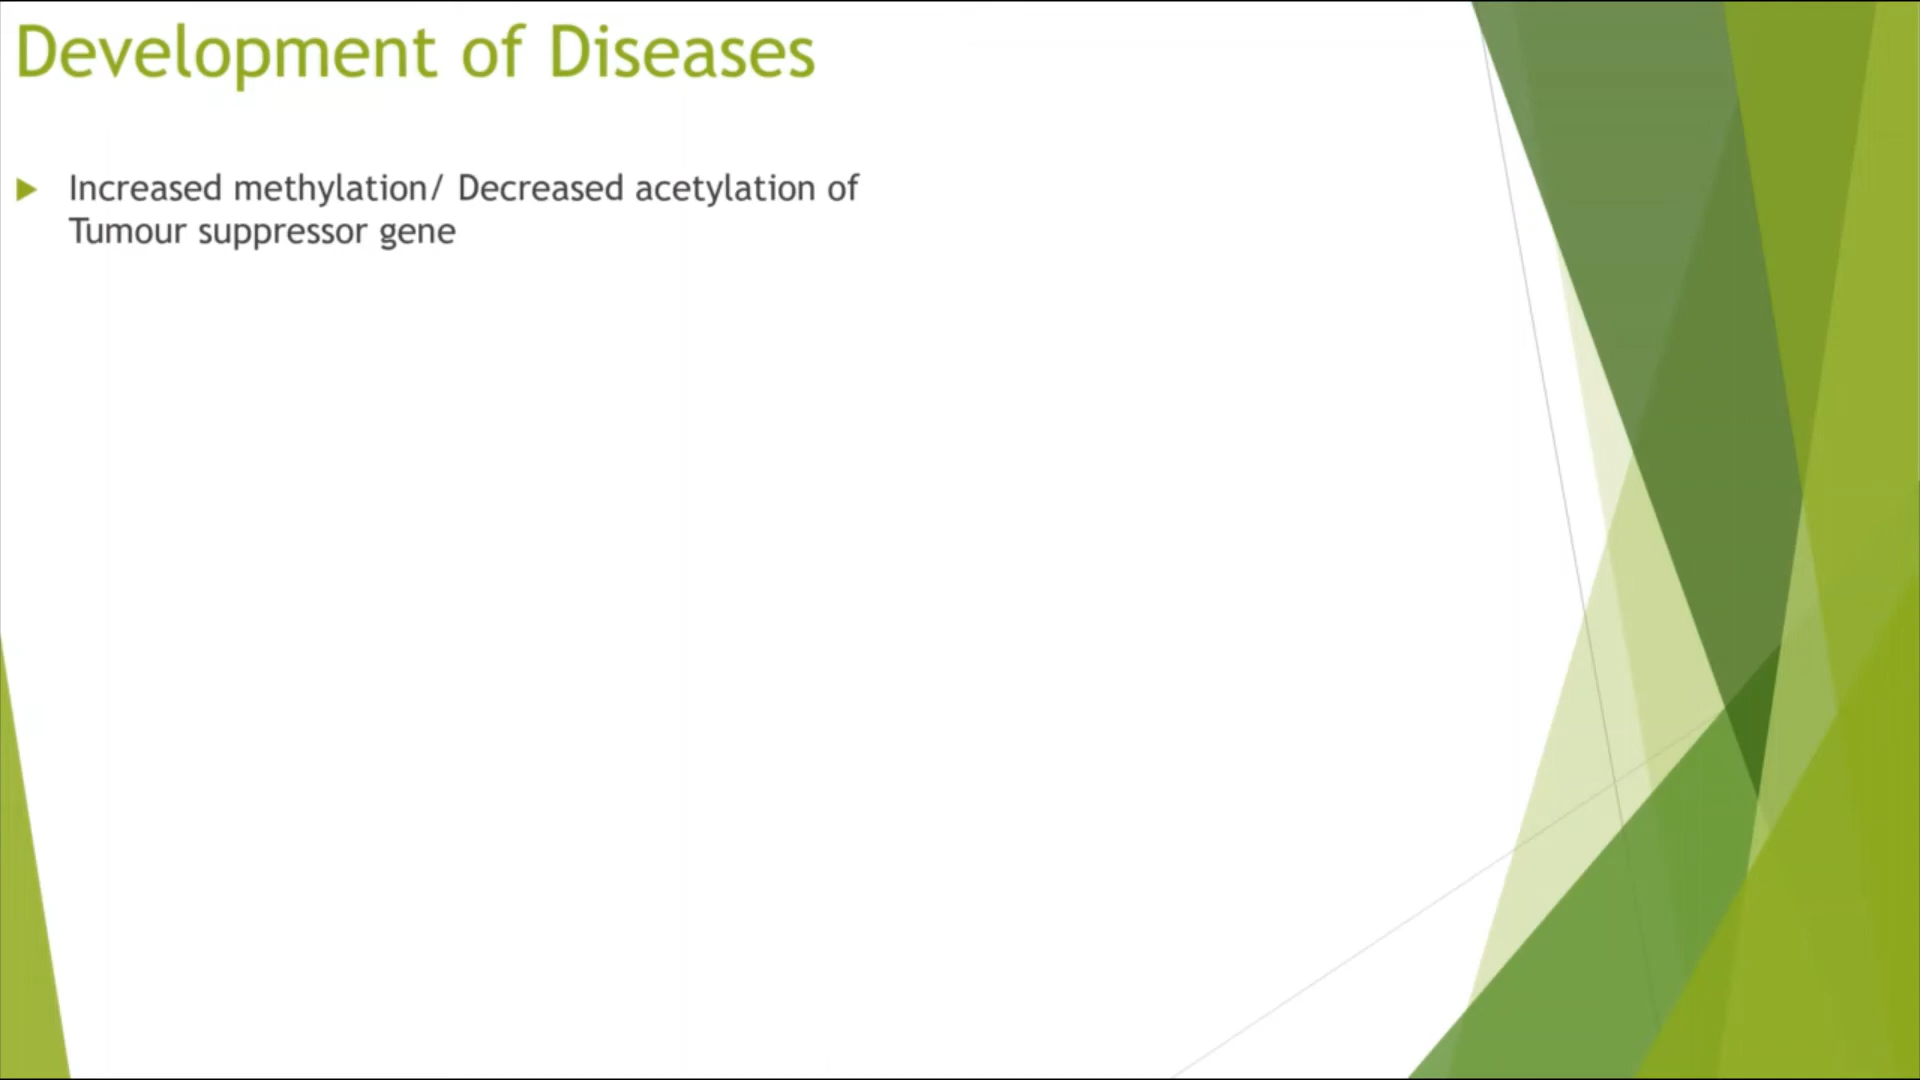 Development of Diseases
Increased methylation/ Decreased acetylation of
Tumour suppressor gene